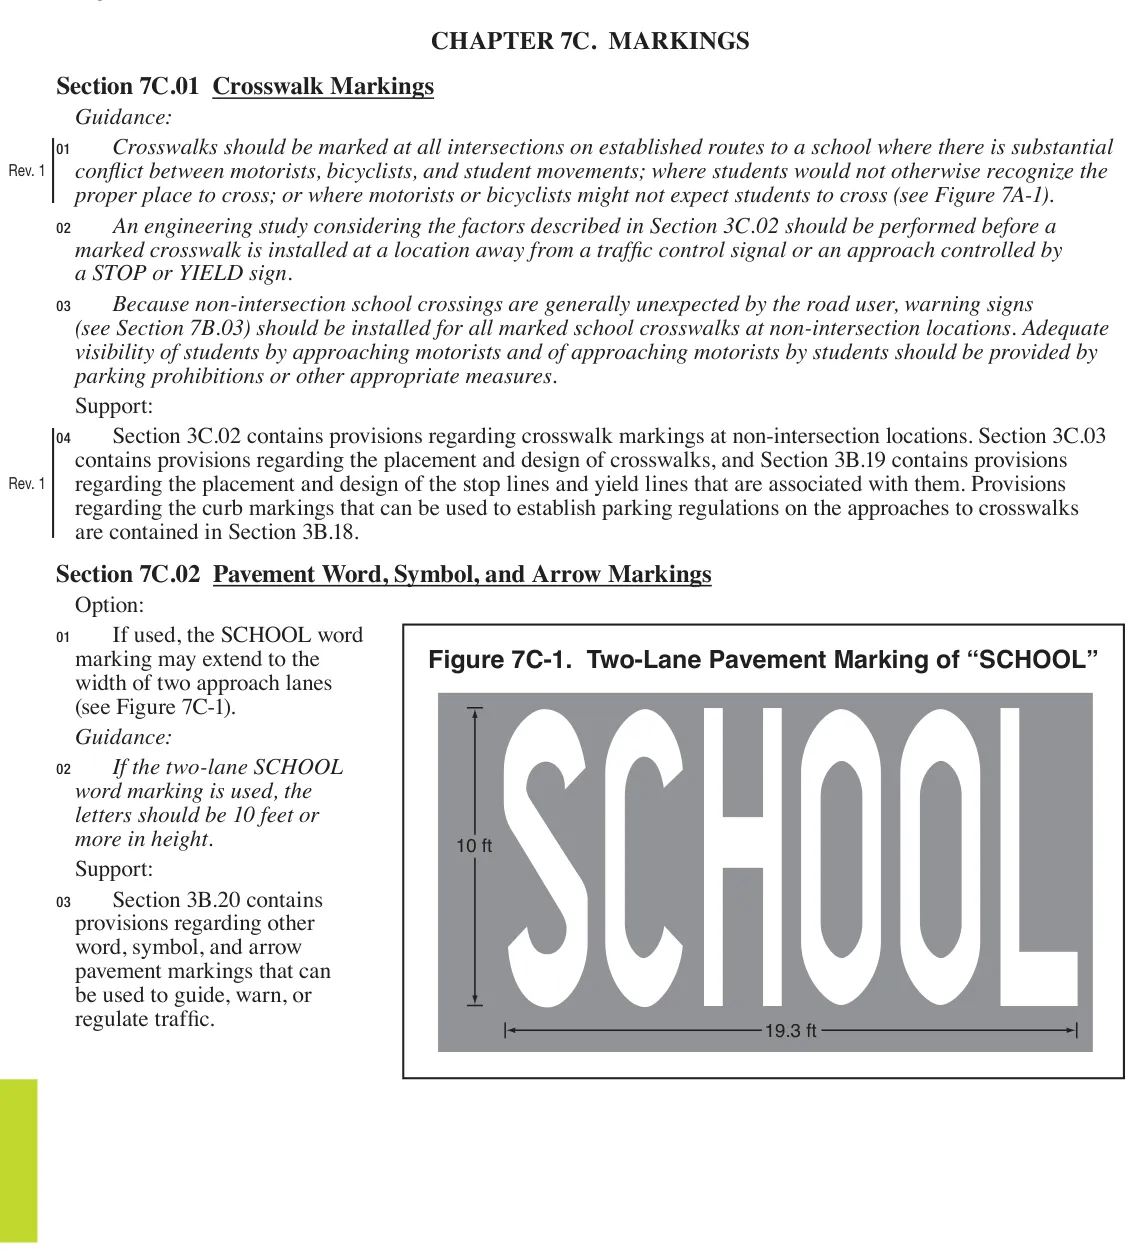 CHAPTER 7C. MARKINGS
Section 7C.01 Crosswalk Markings
Guidance:
01 Crosswalks should be marked at all intersections on established routes to a school where there is substantial
Rev. 1 conflict between motorists, bicyclists, and student movements; where students would not otherwise recognize the
proper place to cross; or where motorists or bicyclists might not expect students to cross (see Figure 7A-1).
02 An engineering study considering the factors described in Section 3C.02 should be performed before a
marked crosswalk is installed at a location away from a traffic control signal or an approach controlled by
a STOP or YIELD sign.
03 Because non-intersection school crossings are generally unexpected by the road user, warning signs
(see Section 7B.03) should be installed for all marked school crosswalks at non-intersection locations. Adequate
visibility of students by approaching motorists and of approaching motorists by students should be provided by
parking prohibitions or other appropriate measures.
Support:
04 Section 3C.02 contains provisions regarding crosswalk markings at non-intersection locations. Section 3C.03
contains provisions regarding the placement and design of crosswalks, and Section 3B.19 contains provisions
Rev. 1 regarding the placement and design of the stop lines and yield lines that are associated with them. Provisions
regarding the curb markings that can be used to establish parking regulations on the approaches to crosswalks
are contained in Section 3B.18.
Section 7C.02 Pavement Word, Symbol, and Arrow Markings
Option:
01 If used, the SCHOOL word
marking may extend to the
width of two approach lanes
(see Figure 7C-1).
Guidance:
02 If the two-lane SCHOOL
word marking is used, the
letters should be 10 feet or
more in height.
Support:
03 Section 3B.20 contains
provisions regarding other
word, symbol, and arrow
pavement markings that can
be used to guide, warn, or
regulate traffic.
Figure 7C-1. Two-Lane Pavement Marking of “SCHOOL”
SCHOOL
10 ft
19.3 ft